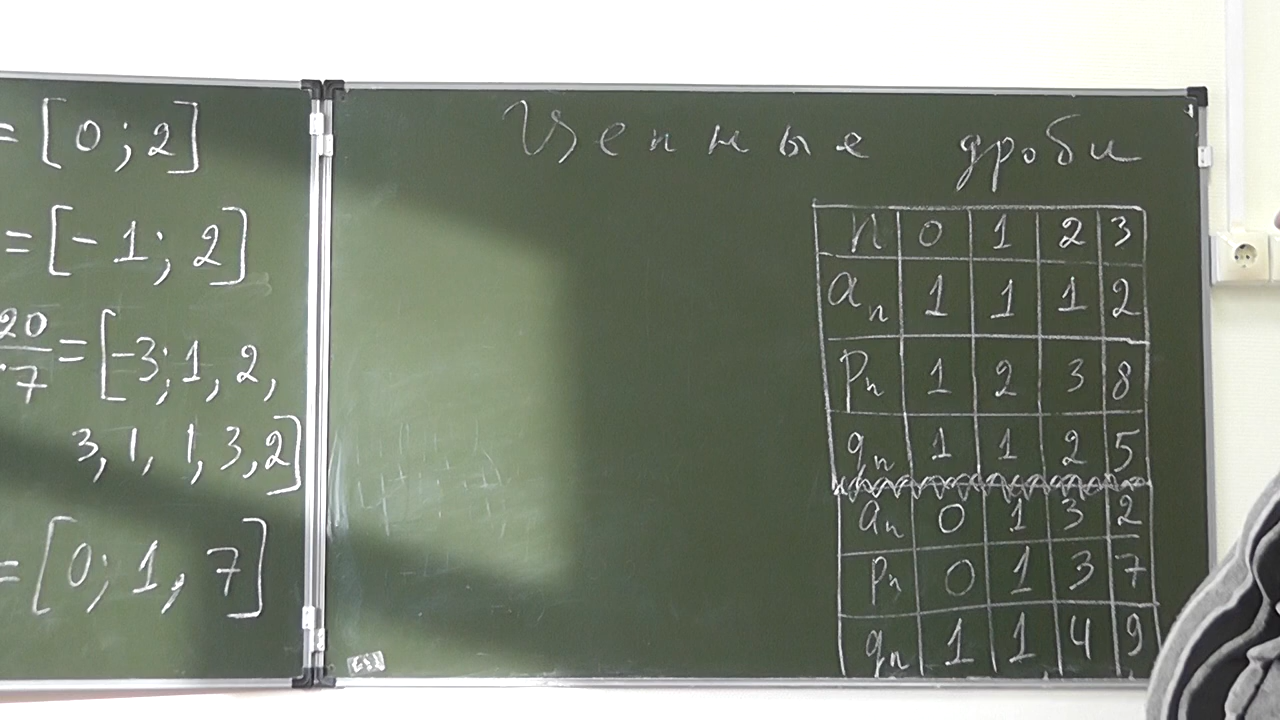 = [0; 2]
= [-1; 2]
20/7 = [-3; 1, 2,
3, 1, 1, 3, 2]
= [0; 1, 7]
Цепные дроби
n 0 1 2 3
aₙ 1 1 1 2
pₙ 1 2 3 8
qₙ 1 1 2 5
aₙ 0 1 3 2
pₙ 0 1 3 7
qₙ 1 1 4 9